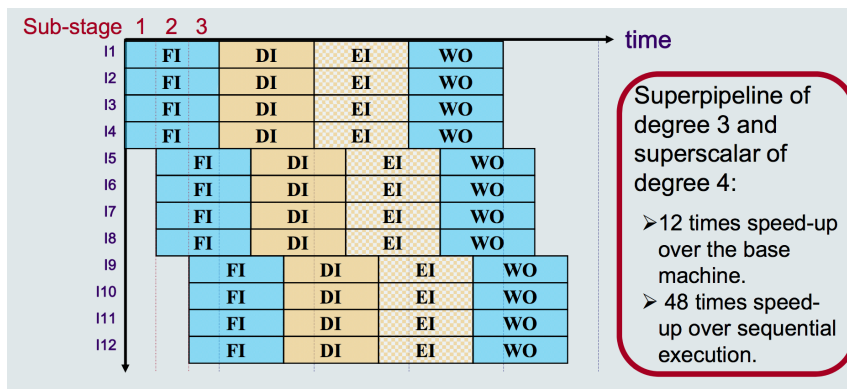 Sub-stage 1 2 3
time
I1 FI DI EI WO
I2 FI DI EI WO
I3 FI DI EI WO
I4 FI DI EI WO
I5 FI DI EI WO
I6 FI DI EI WO
I7 FI DI EI WO
I8 FI DI EI WO
I9 FI DI EI WO
I10 FI DI EI WO
I11 FI DI EI WO
I12 FI DI EI WO
Superpipeline of
degree 3 and
superscalar of
degree 4:
➢12 times speed-up
over the base
machine.
➢ 48 times speed-
up over sequential
execution.